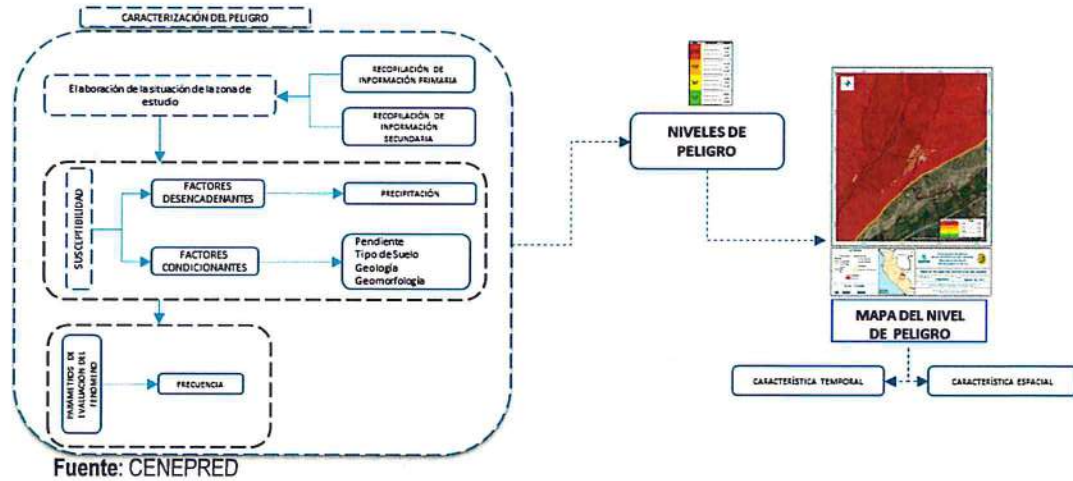 CARACTERIZACIÓN DEL PELIGRO
Elaboración de la situación de la zona de
estudio
RECOPILACIÓN DE
INFORMACIÓN PRIMARIA
RECOPILACIÓN DE
INFORMACIÓN
SECUNDARIA
SUSCEPTIBILIDAD
FACTORES
DESENCADENANTES
PRECIPITACIÓN
FACTORES
CONDICIONANTES
Pendiente
Tipo de Suelo
Geología
Geomorfología
PARÁMETROS DE
EVALUACIÓN DEL
FENOMENO
FRECUENCIA
NIVELES DE
PELIGRO
MAPA DEL NIVEL
DE PELIGRO
CARACTERÍSTICA TEMPORAL
CARACTERÍSTICA ESPACIAL
Fuente: CENEPRED